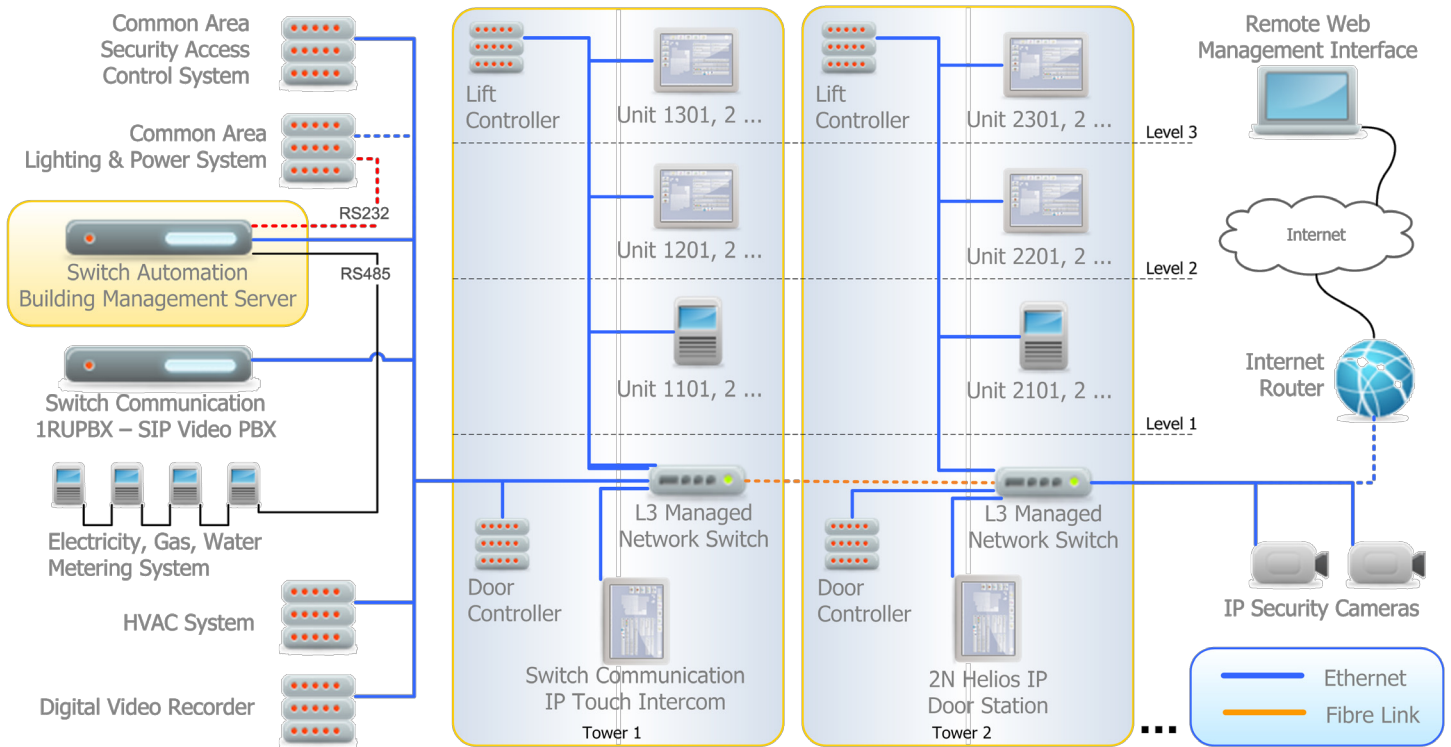 Common Area
Security Access
Control System
Common Area
Lighting & Power System
RS232
Switch Automation
Building Management Server
RS485
Switch Communication
1RUPBX – SIP Video PBX
Electricity, Gas, Water
Metering System
HVAC System
Digital Video Recorder
Lift
Controller
Unit 1301, 2 ...
Unit 1201, 2 ...
Unit 1101, 2 ...
L3 Managed
Network Switch
Door
Controller
Switch Communication
IP Touch Intercom
Tower 1
Lift
Controller
Unit 2301, 2 ...
Level 3
Unit 2201, 2 ...
Level 2
Unit 2101, 2 ...
Level 1
L3 Managed
Network Switch
Door
Controller
2N Helios IP
Door Station
Tower 2
...
Remote Web
Management Interface
Internet
Internet
Router
IP Security Cameras
Ethernet
Fibre Link